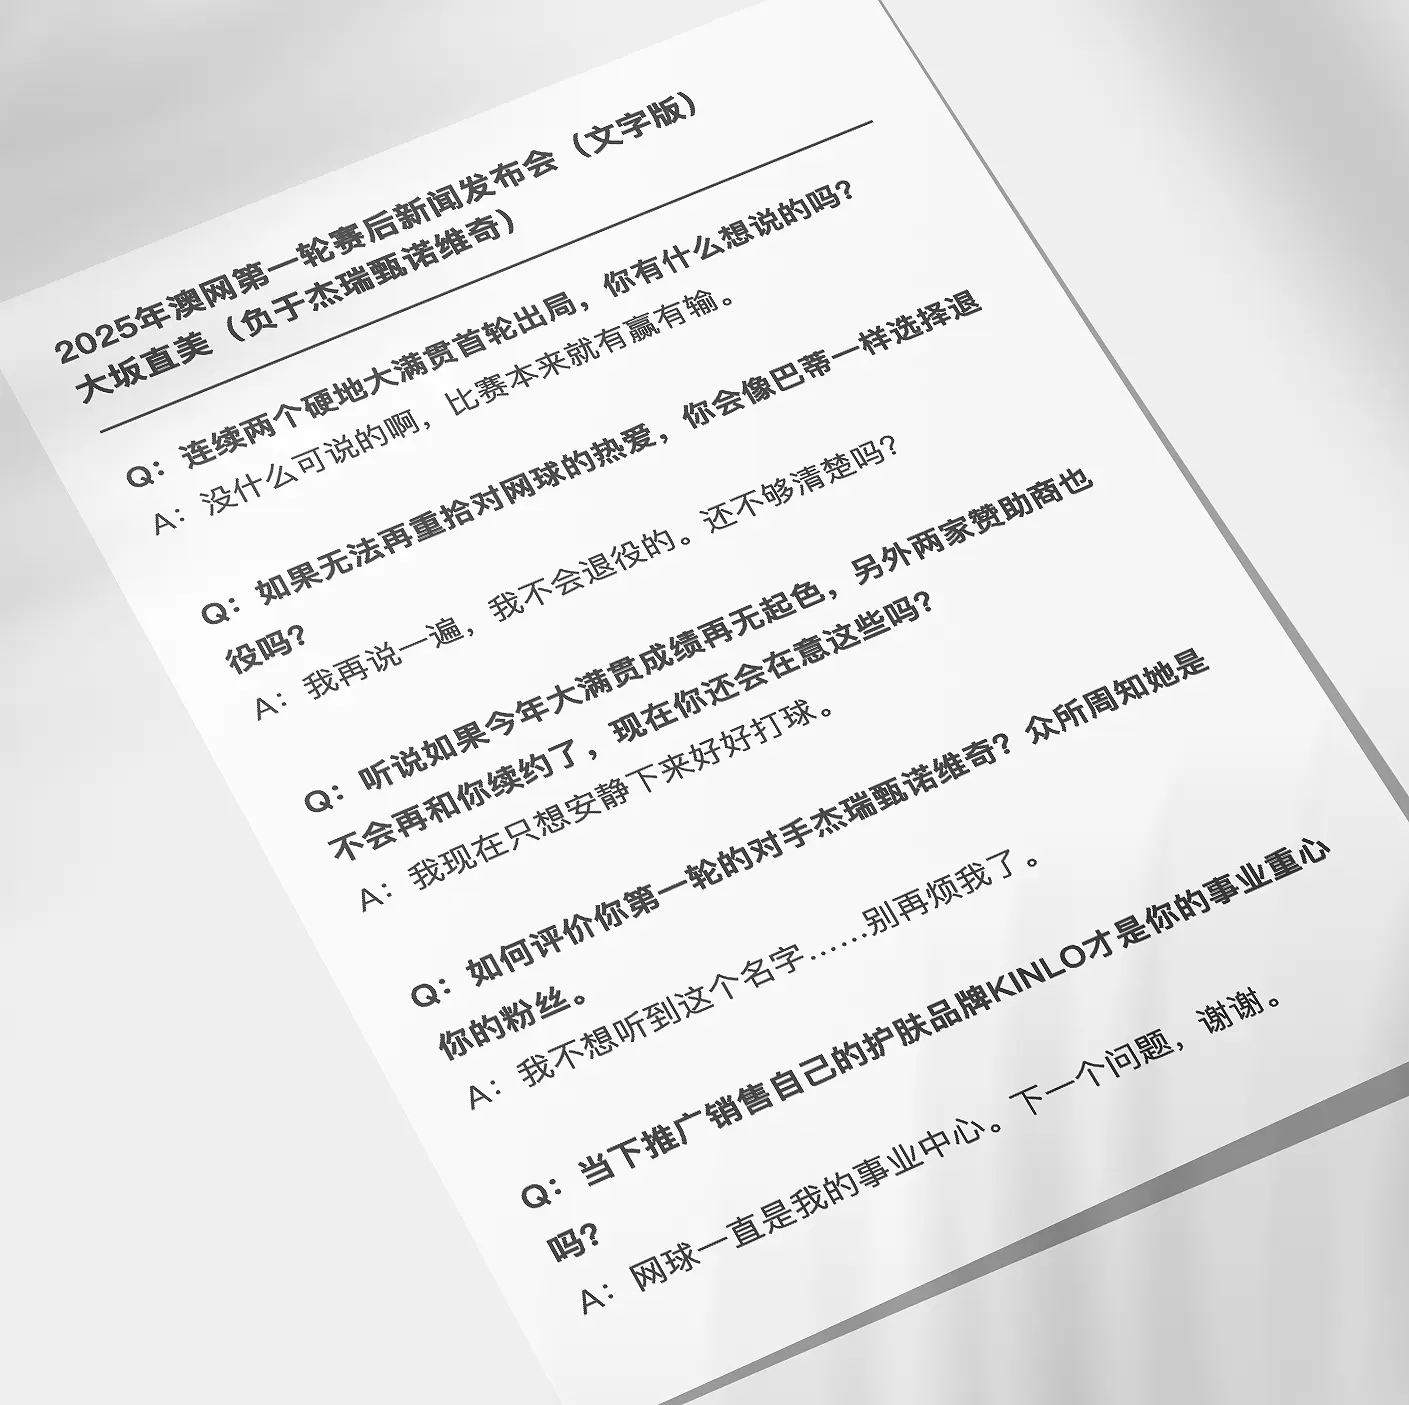 2025年澳网第一轮赛后新闻发布会（文字版）
大坂直美（负于杰瑞甄诺维奇）
Q：连续两个硬地大满贯首轮出局，你有什么想说的吗？
A：没什么可说的啊，比赛本来就有赢有输。
Q：如果无法再重拾对网球的热爱，你会像巴蒂一样选择退
役吗？
A：我再说一遍，我不会退役的。还不够清楚吗？
Q：听说如果今年大满贯成绩再无起色，另外两家赞助商也
不会再和你续约了，现在你还会在意这些吗？
A：我现在只想安静下来好好打球。
Q：如何评价你第一轮的对手杰瑞甄诺维奇？众所周知她是
你的粉丝。
A：我不想听到这个名字……别再烦我了。
Q：当下推广销售自己的护肤品牌KINLO才是你的事业重心
吗？
A：网球一直是我的事业中心。下一个问题，谢谢。